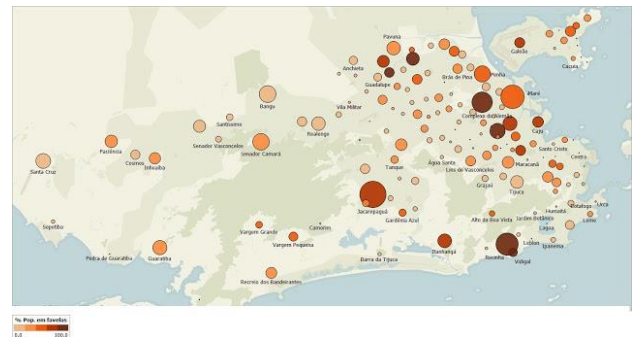 Pavuna
Galeão
Anchieta
Cacuia
Guadalupe
Brás de Pina
Penha
Bangu
Maré
Vila Militar
Complexo do Alemão
Santíssimo
Realengo
Caju
Senador Vasconcelos
Paciência
Senador Camará
Santo Cristo
Cosmos
Inhoaíba
Água Santa
Maracanã
Centro
Santa Cruz
Tanque
Lins de Vasconcelos
Grajaú
Tijuca
Jacarepaguá
Botafogo
Urca
Humaitá
Sepetiba
Vargem Grande
Camorim
Gardênia Azul
Alto da Boa Vista
Jardim Botânico
Leme
Lagoa
Vargem Pequena
Itanhangá
Leblon
Ipanema
Pedra de Guaratiba
Guaratiba
Barra da Tijuca
Rocinha
Vidigal
Recreio dos Bandeirantes
% Pop. em favelas
0.0
100.0